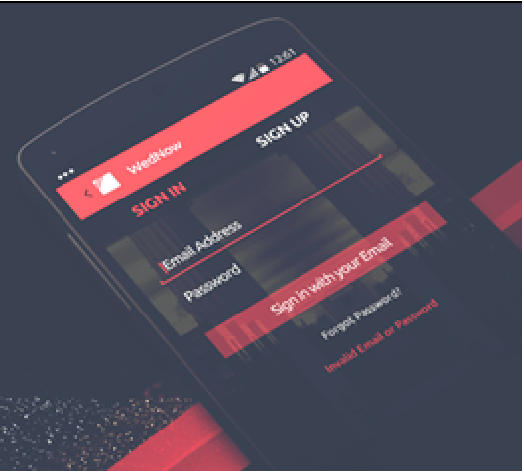 12:61
WedNow
SIGN IN
SIGN UP
Email Address
Password
Sign in with your Email
Forgot Password?
Invalid Email or Password